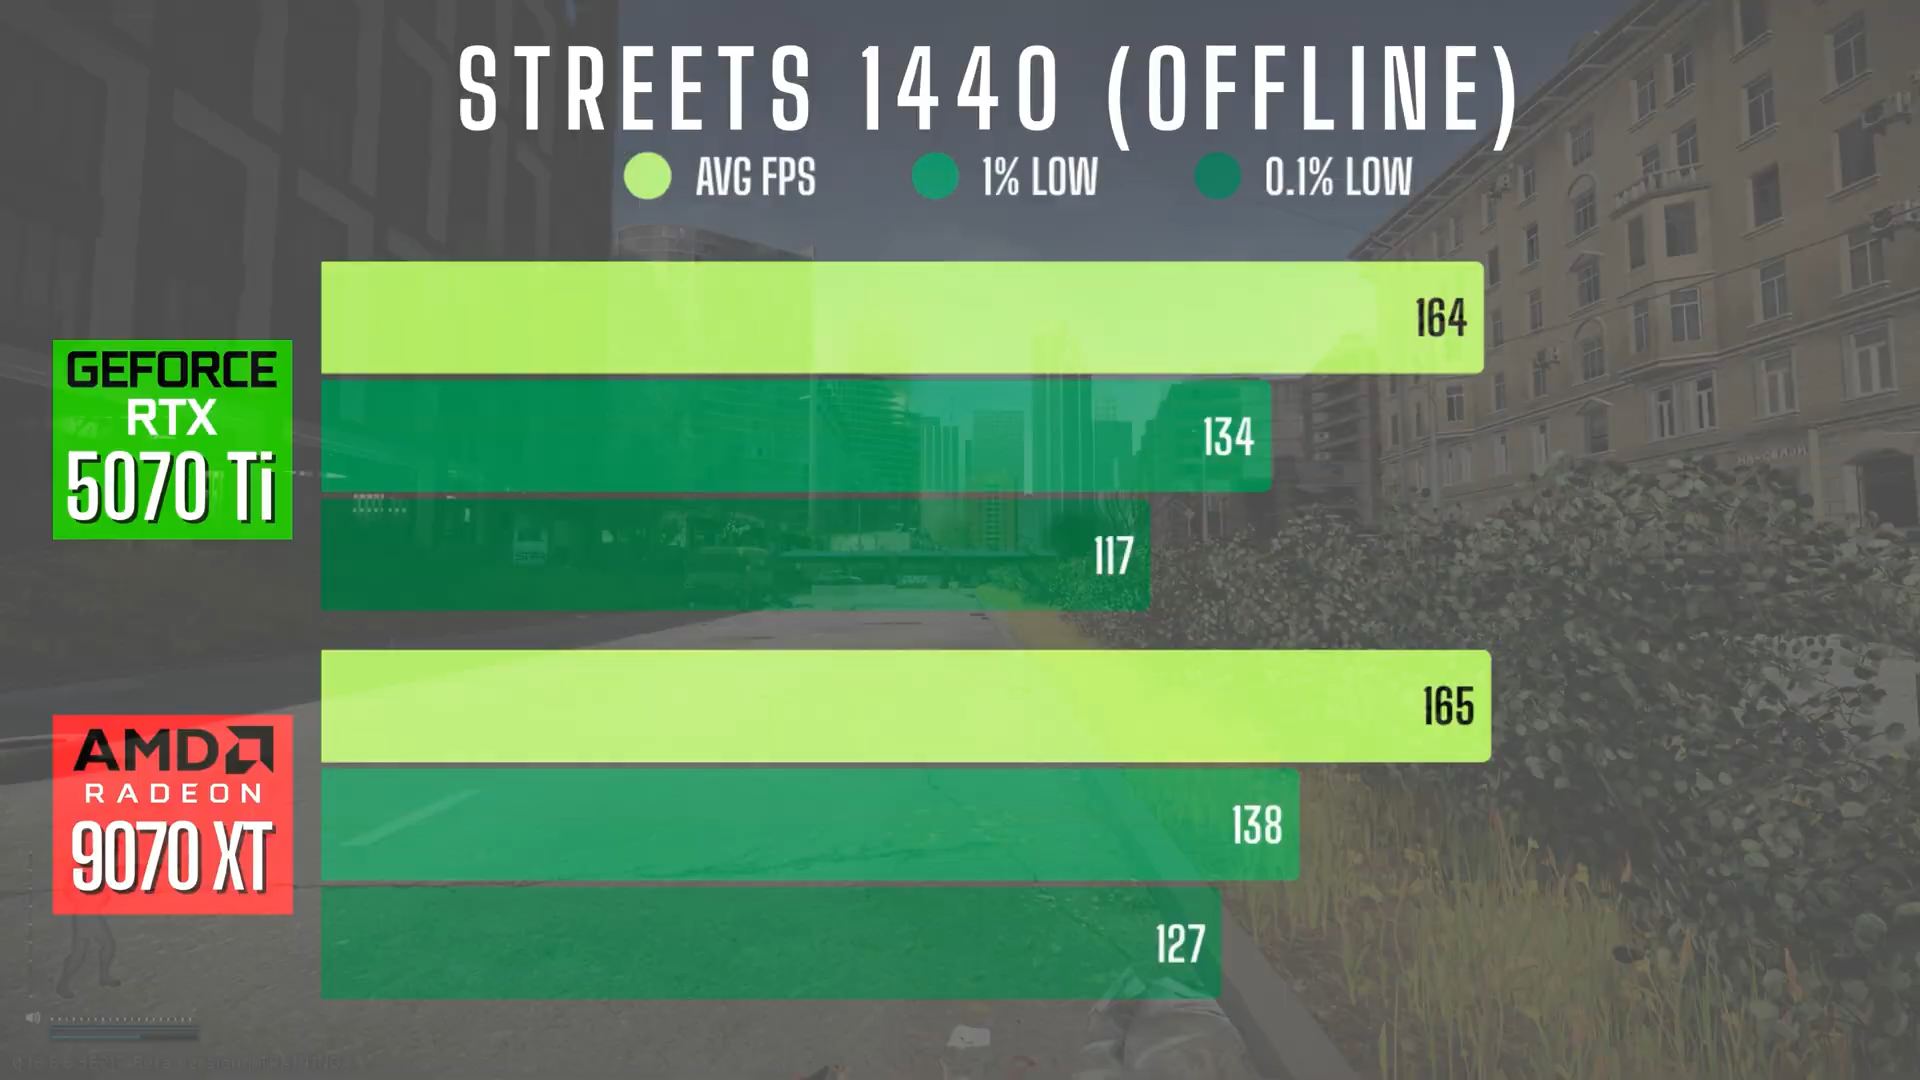 STREETS 1440 (OFFLINE)
AVG FPS 1% LOW 0.1% LOW
164
GEFORCE
RTX
5070 Ti
134
117
165
AMD
RADEON
9070 XT
138
127